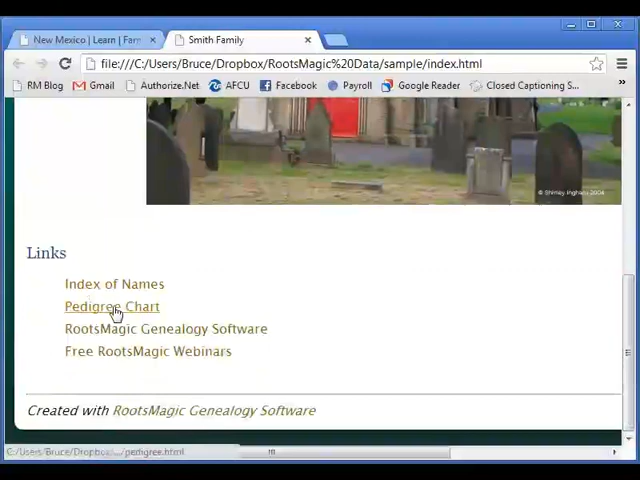 New Mexico | Learn | Fam
Smith Family
file:///C:/Users/Bruce/Dropbox/RootsMagic%20Data/sample/index.html
RM Blog Gmail Authorize.Net AFCU Facebook Payroll Google Reader Closed Captioning S... »
© Shirley Ingham 2004
Links
Index of Names
Pedigree Chart
RootsMagic Genealogy Software
Free RootsMagic Webinars
Created with RootsMagic Genealogy Software
C:/Users/Bruce/Dropbox.../pedigree.html